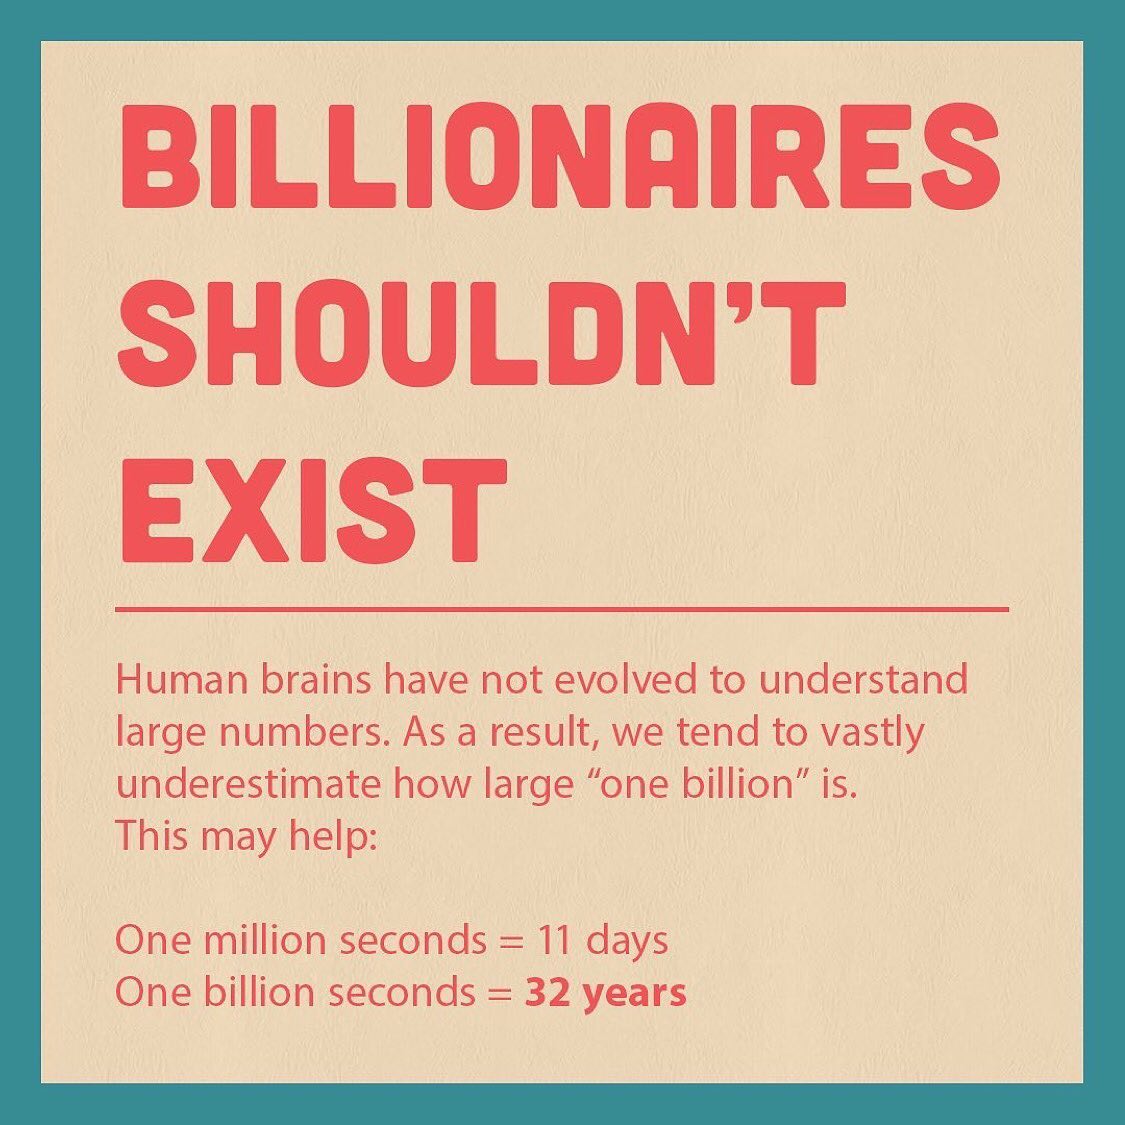 BILLIONAIRES
SHOULDN'T
EXIST
Human brains have not evolved to understand
large numbers. As a result, we tend to vastly
underestimate how large “one billion” is.
This may help:
One million seconds = 11 days
One billion seconds = 32 years